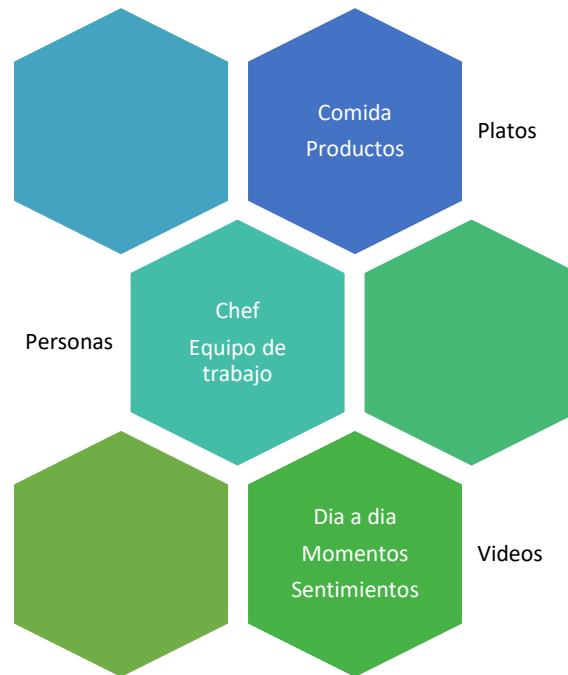 Comida
Productos
Platos
Personas
Chef
Equipo de
trabajo
Dia a dia
Momentos
Sentimientos
Videos